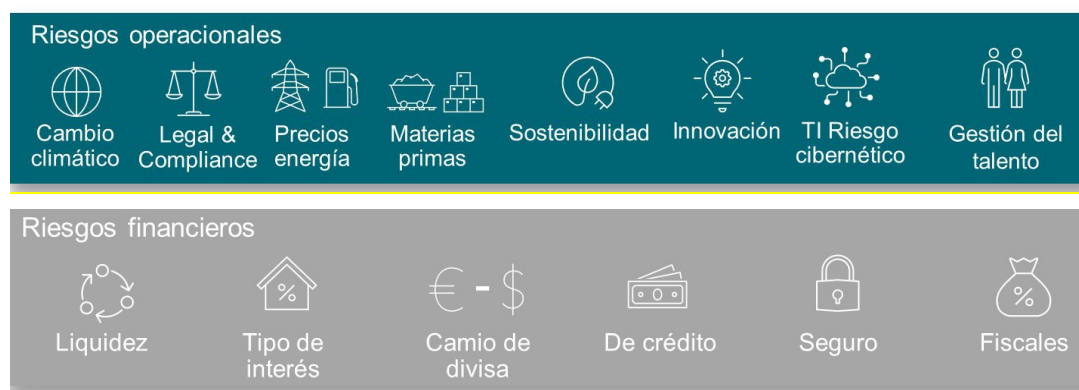 Riesgos operacionales
Cambio climático
Legal & Compliance
Precios energía
Materias primas
Sostenibilidad
Innovación
TI Riesgo cibernético
Gestión del talento
Riesgos financieros
%
€ - $
0
%
Liquidez
Tipo de interés
Camio de divisa
De crédito
Seguro
Fiscales